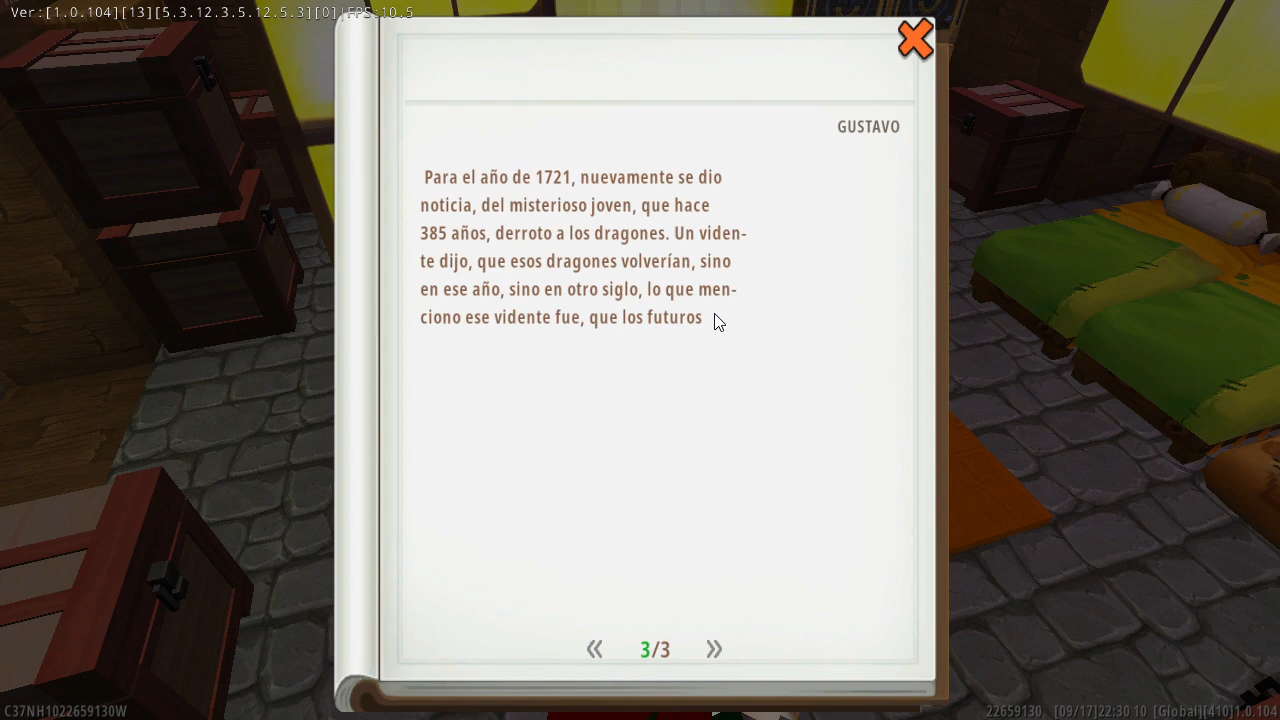 Ver:[1.0.104][13][5.3.12.3.5.12.5.3][0]|FPS:10.5
GUSTAVO
Para el año de 1721, nuevamente se dio
noticia, del misterioso joven, que hace
385 años, derroto a los dragones. Un viden-
te dijo, que esos dragones volverían, sino
en ese año, sino en otro siglo, lo que men-
ciono ese vidente fue, que los futuros
3/3
C37NH1022659130W
22659130 [09/17]22:30 10 [Global][410]1.0.104